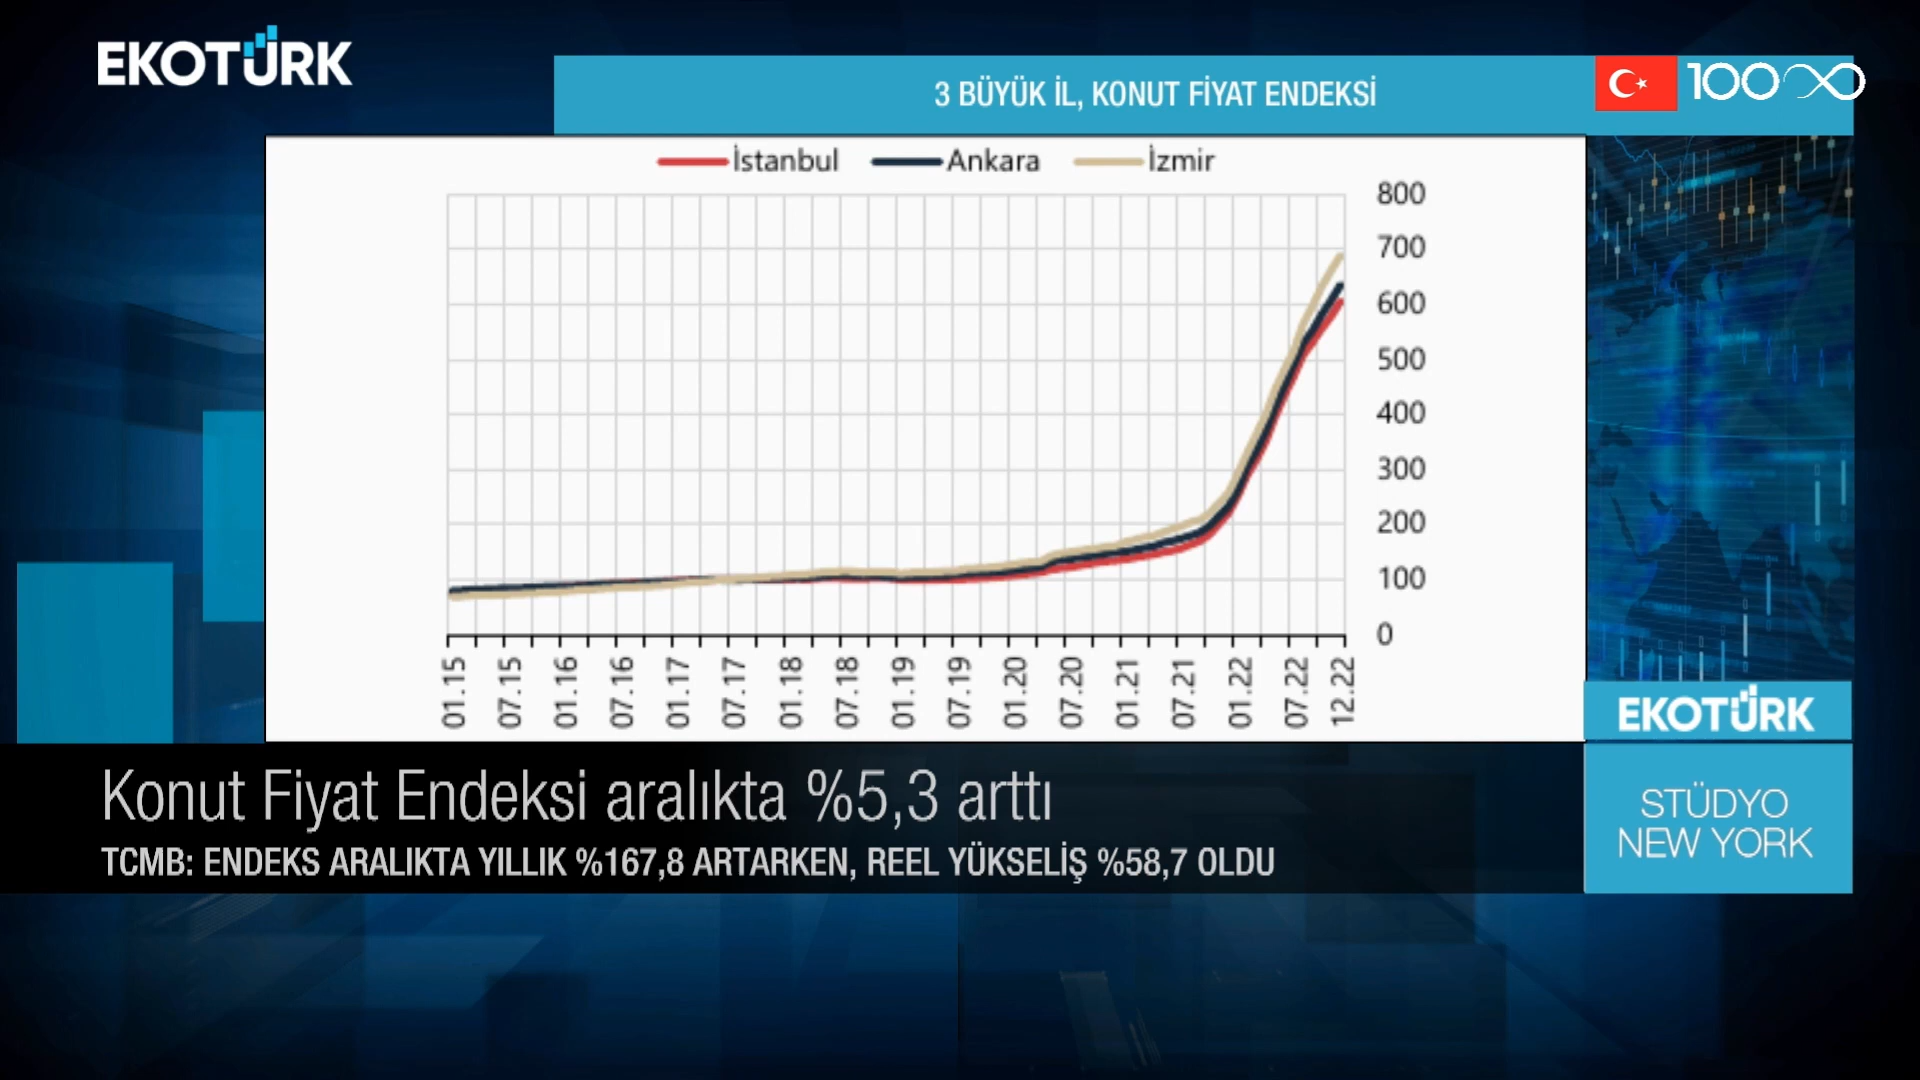 EKOTÜRK
3 BÜYÜK İL, KONUT FİYAT ENDEKSİ
100
İstanbul Ankara İzmir
800
700
600
500
400
300
200
100
0
01.15 07.15 01.16 07.16 01.17 07.17 01.18 07.18 01.19 07.19 01.20 07.20 01.21 07.21 01.22 07.22 12.22
EKOTÜRK
Konut Fiyat Endeksi aralıkta %5,3 arttı
TCMB: ENDEKS ARALIKTA YILLIK %167,8 ARTARKEN, REEL YÜKSELİŞ %58,7 OLDU
STÜDYO
NEW YORK